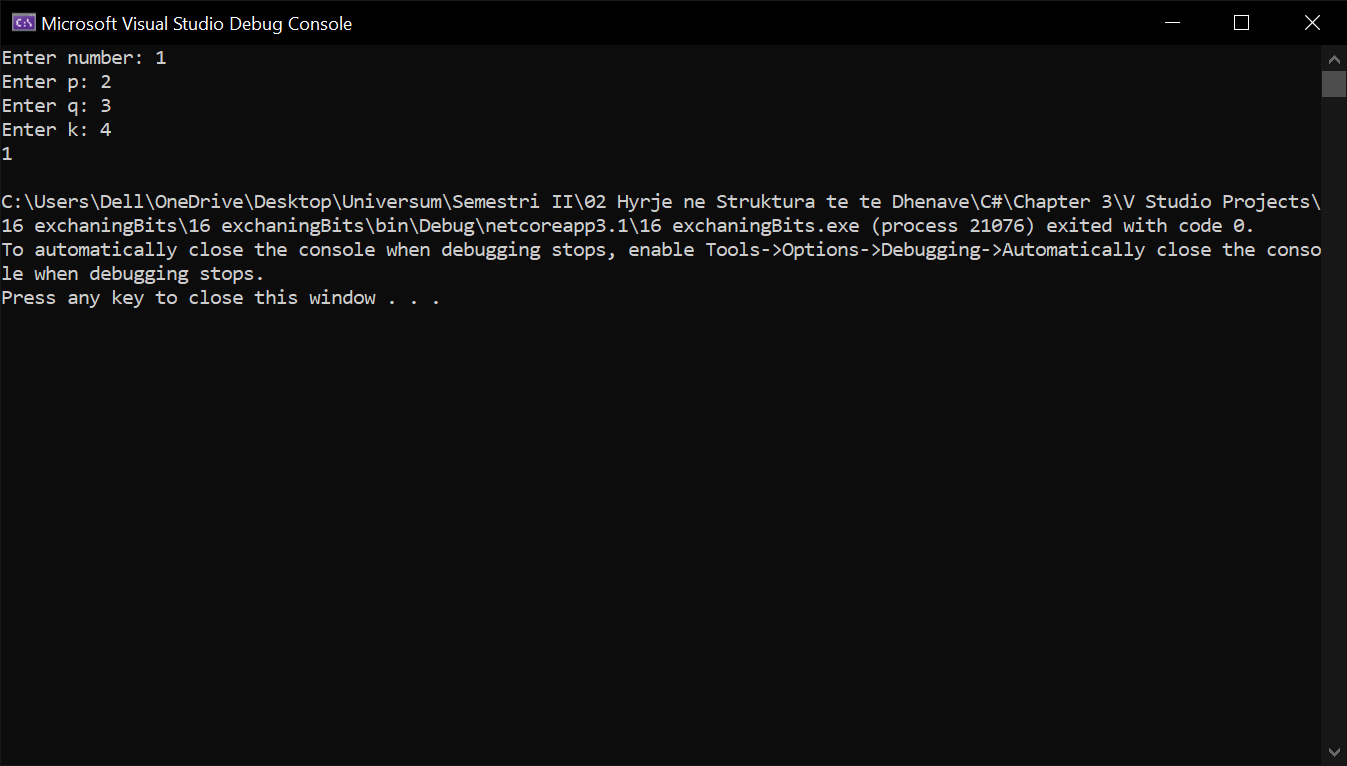 Microsoft Visual Studio Debug Console
Enter number: 1
Enter p: 2
Enter q: 3
Enter k: 4
1
C:\Users\Dell\OneDrive\Desktop\Universum\Semestri II\02 Hyrje ne Struktura te te Dhenave\C#\Chapter 3\V Studio Projects\
16 exchaningBits\16 exchaningBits\bin\Debug\netcoreapp3.1\16 exchaningBits.exe (process 21076) exited with code 0.
To automatically close the console when debugging stops, enable Tools->Options->Debugging->Automatically close the conso
le when debugging stops.
Press any key to close this window . . .